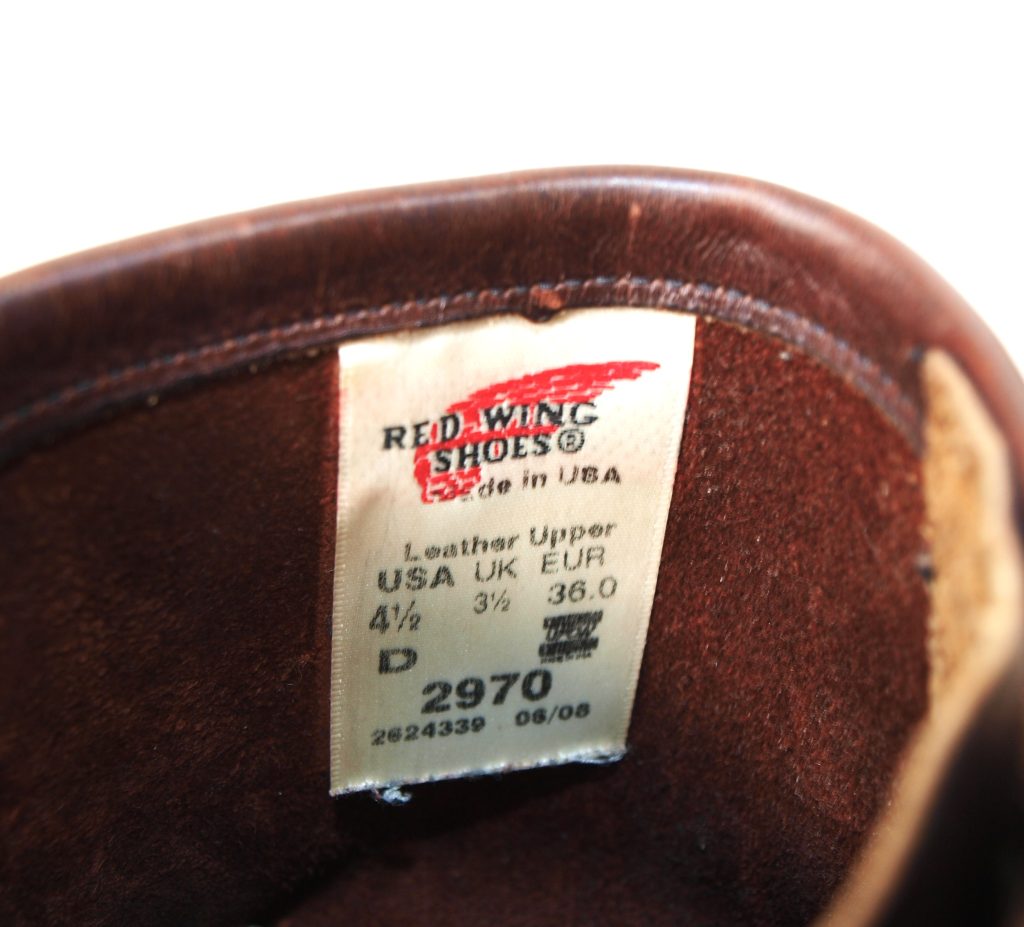 RED WING
SHOES®
Made in USA
Leather Upper
USA UK EUR
4½ 3½ 36.0
D
2970
2624339 06/08